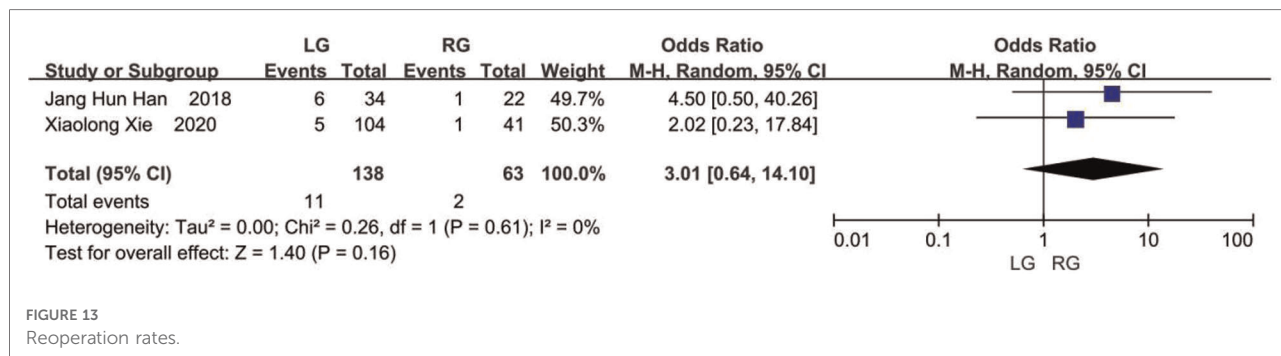 LG RG Odds Ratio Odds Ratio
Study or Subgroup Events Total Events Total Weight M-H, Random, 95% CI M-H, Random, 95% CI
Jang Hun Han 2018 6 34 1 22 49.7% 4.50 [0.50, 40.26]
Xiaolong Xie 2020 5 104 1 41 50.3% 2.02 [0.23, 17.84]
Total (95% CI) 138 63 100.0% 3.01 [0.64, 14.10]
Total events 11 2
Heterogeneity: Tau² = 0.00; Chi² = 0.26, df = 1 (P = 0.61); I² = 0%
Test for overall effect: Z = 1.40 (P = 0.16)
0.01 0.1 1 10 100
LG RG
FIGURE 13
Reoperation rates.